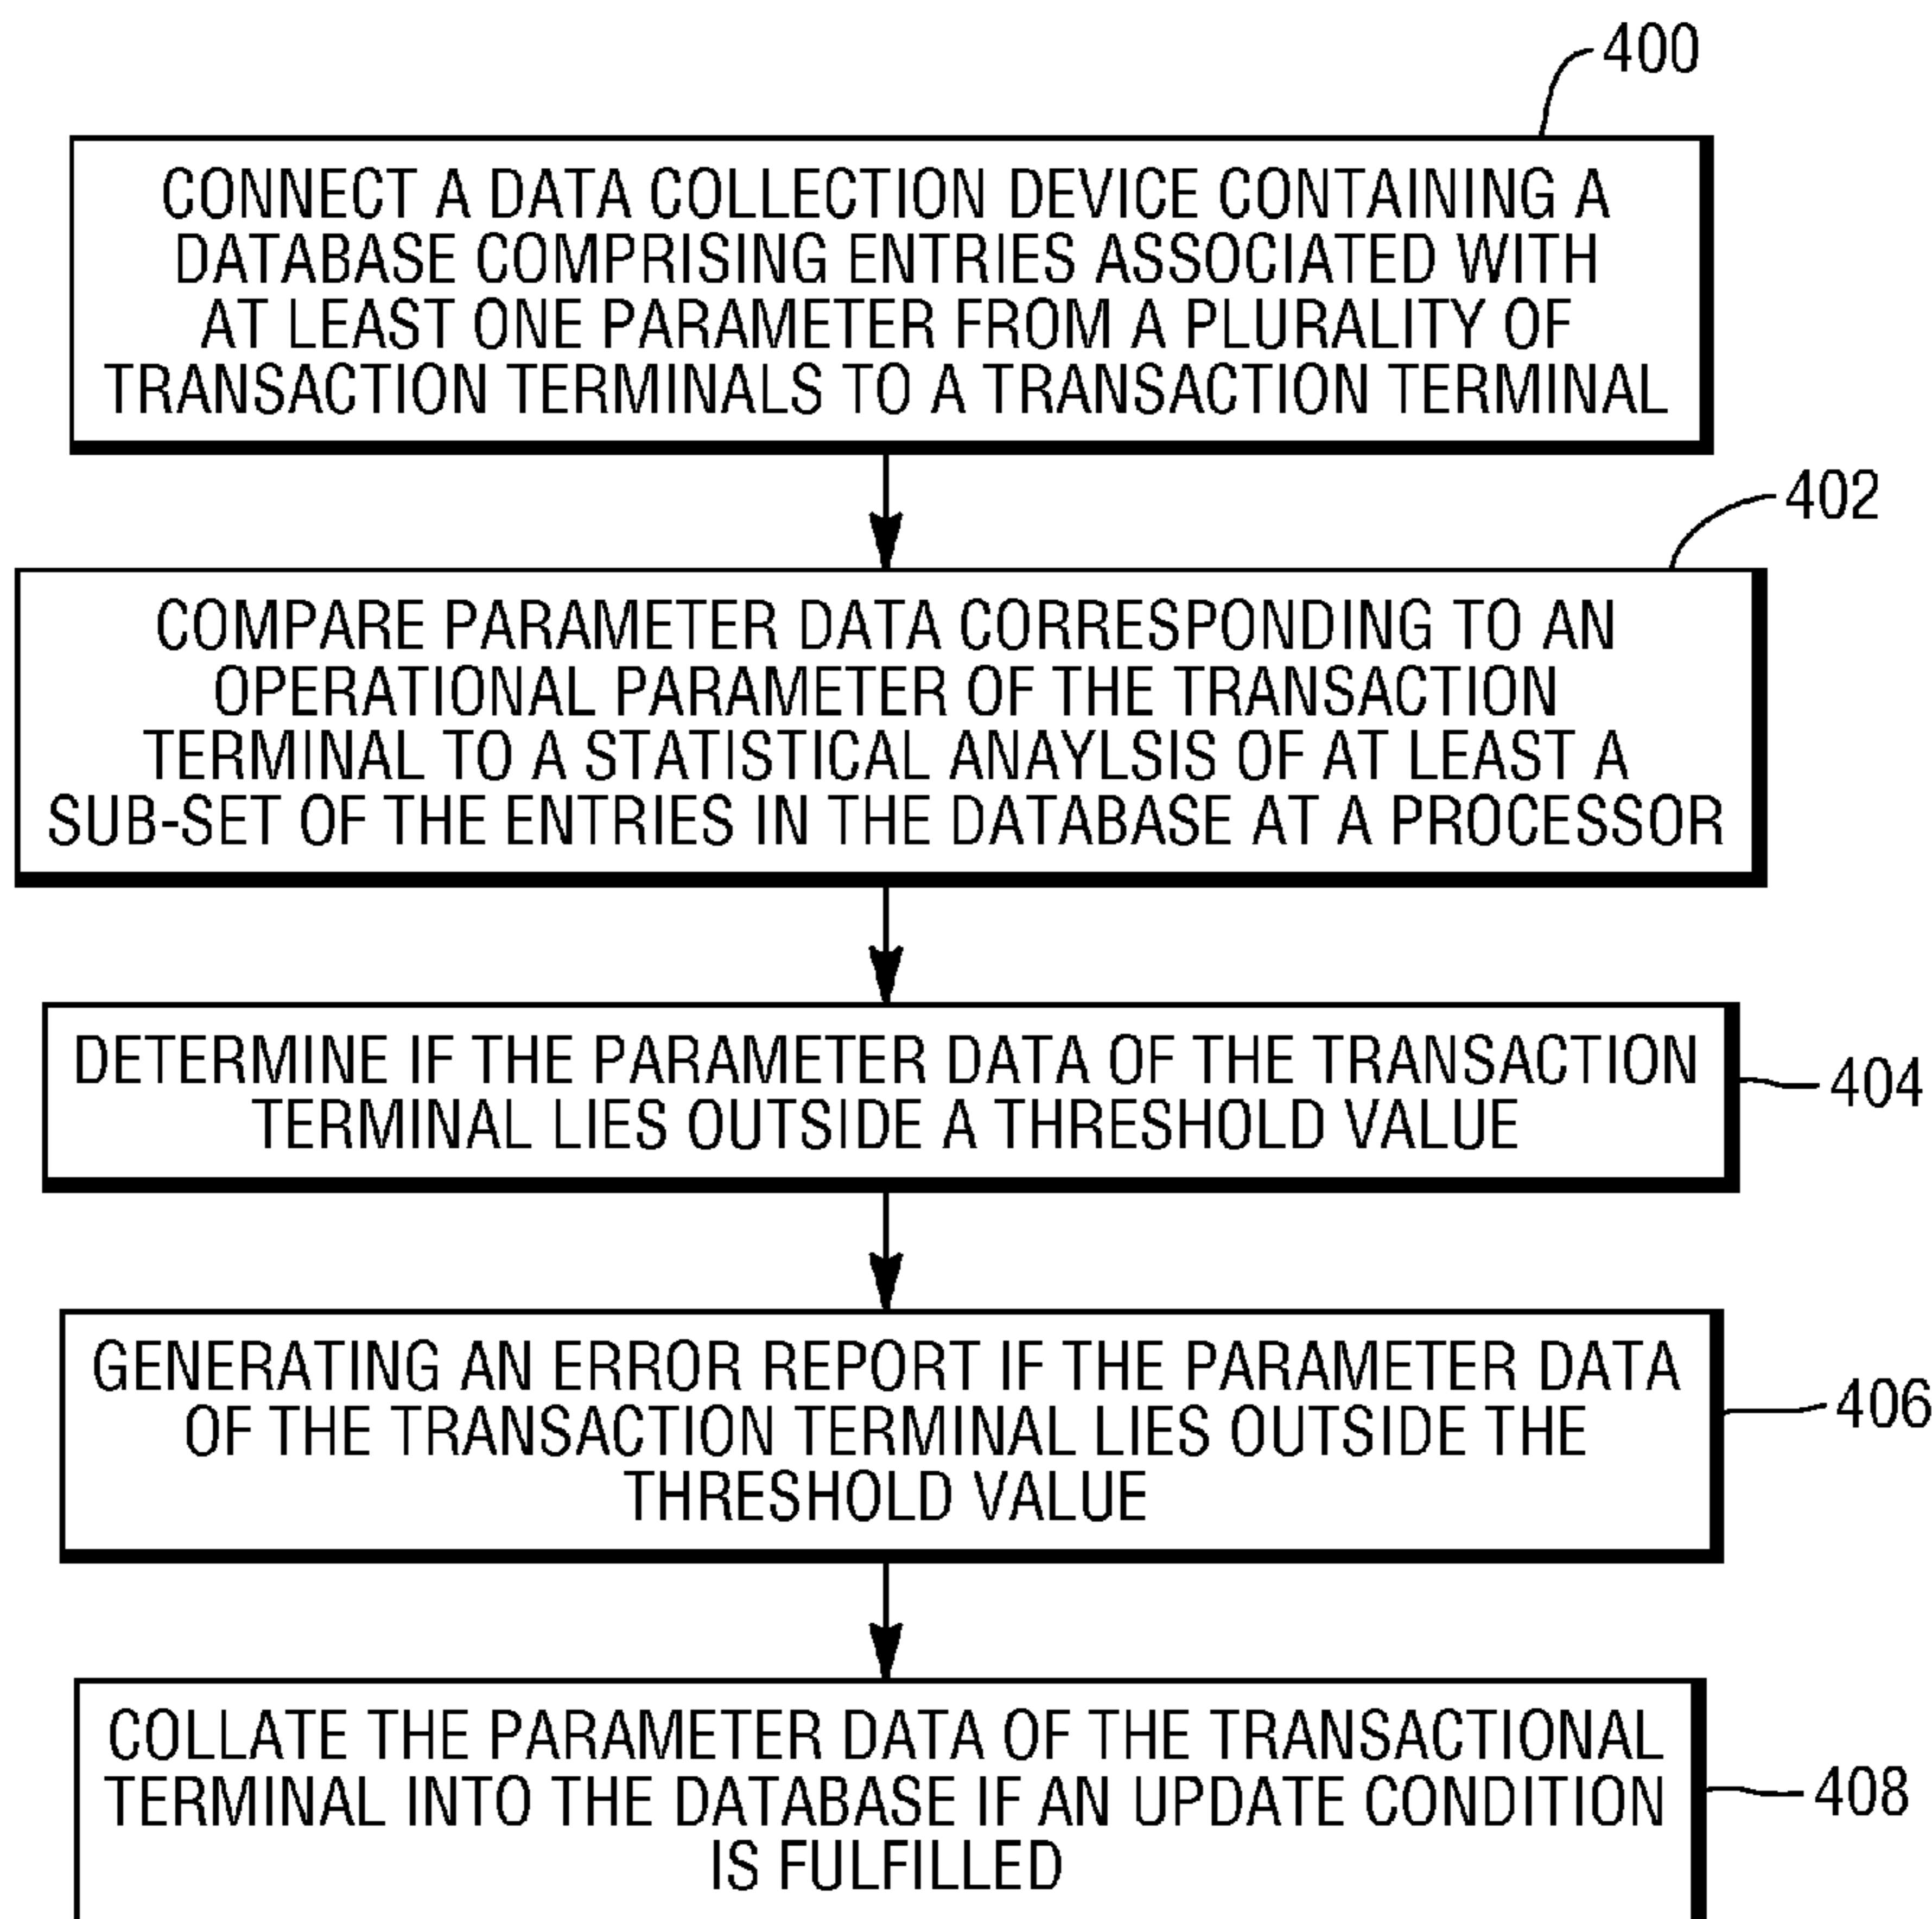 400
CONNECT A DATA COLLECTION DEVICE CONTAINING A
DATABASE COMPRISING ENTRIES ASSOCIATED WITH
AT LEAST ONE PARAMETER FROM A PLURALITY OF
TRANSACTION TERMINALS TO A TRANSACTION TERMINAL
402
COMPARE PARAMETER DATA CORRESPONDING TO AN
OPERATIONAL PARAMETER OF THE TRANSACTION
TERMINAL TO A STATISTICAL ANAYLSIS OF AT LEAST A
SUB-SET OF THE ENTRIES IN THE DATABASE AT A PROCESSOR
DETERMINE IF THE PARAMETER DATA OF THE TRANSACTION
TERMINAL LIES OUTSIDE A THRESHOLD VALUE
404
GENERATING AN ERROR REPORT IF THE PARAMETER DATA
OF THE TRANSACTION TERMINAL LIES OUTSIDE THE
THRESHOLD VALUE
406
COLLATE THE PARAMETER DATA OF THE TRANSACTIONAL
TERMINAL INTO THE DATABASE IF AN UPDATE CONDITION
IS FULFILLED
408